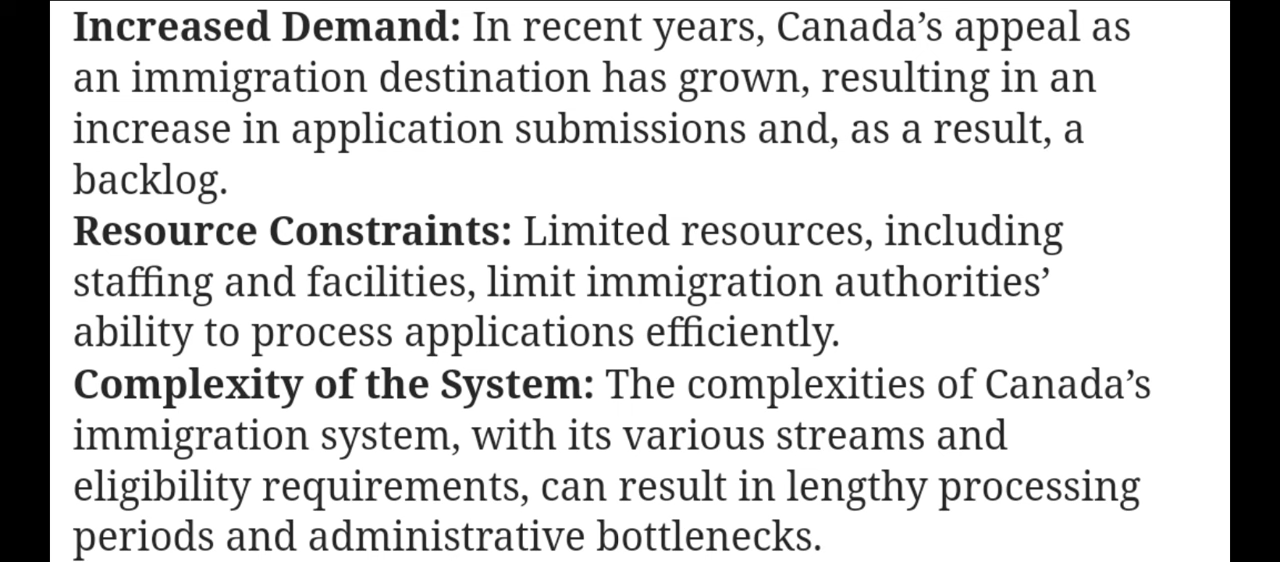 Increased Demand: In recent years, Canada’s appeal as
an immigration destination has grown, resulting in an
increase in application submissions and, as a result, a
backlog.
Resource Constraints: Limited resources, including
staffing and facilities, limit immigration authorities’
ability to process applications efficiently.
Complexity of the System: The complexities of Canada’s
immigration system, with its various streams and
eligibility requirements, can result in lengthy processing
periods and administrative bottlenecks.